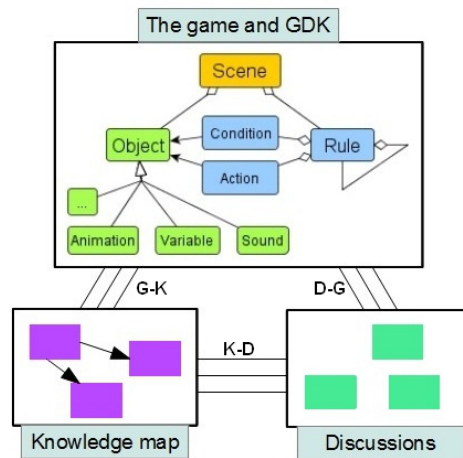 The game and GDK
Scene
Condition
Object
Rule
Action
...
Animation
Variable
Sound
G-K
D-G
K-D
Knowledge map
Discussions